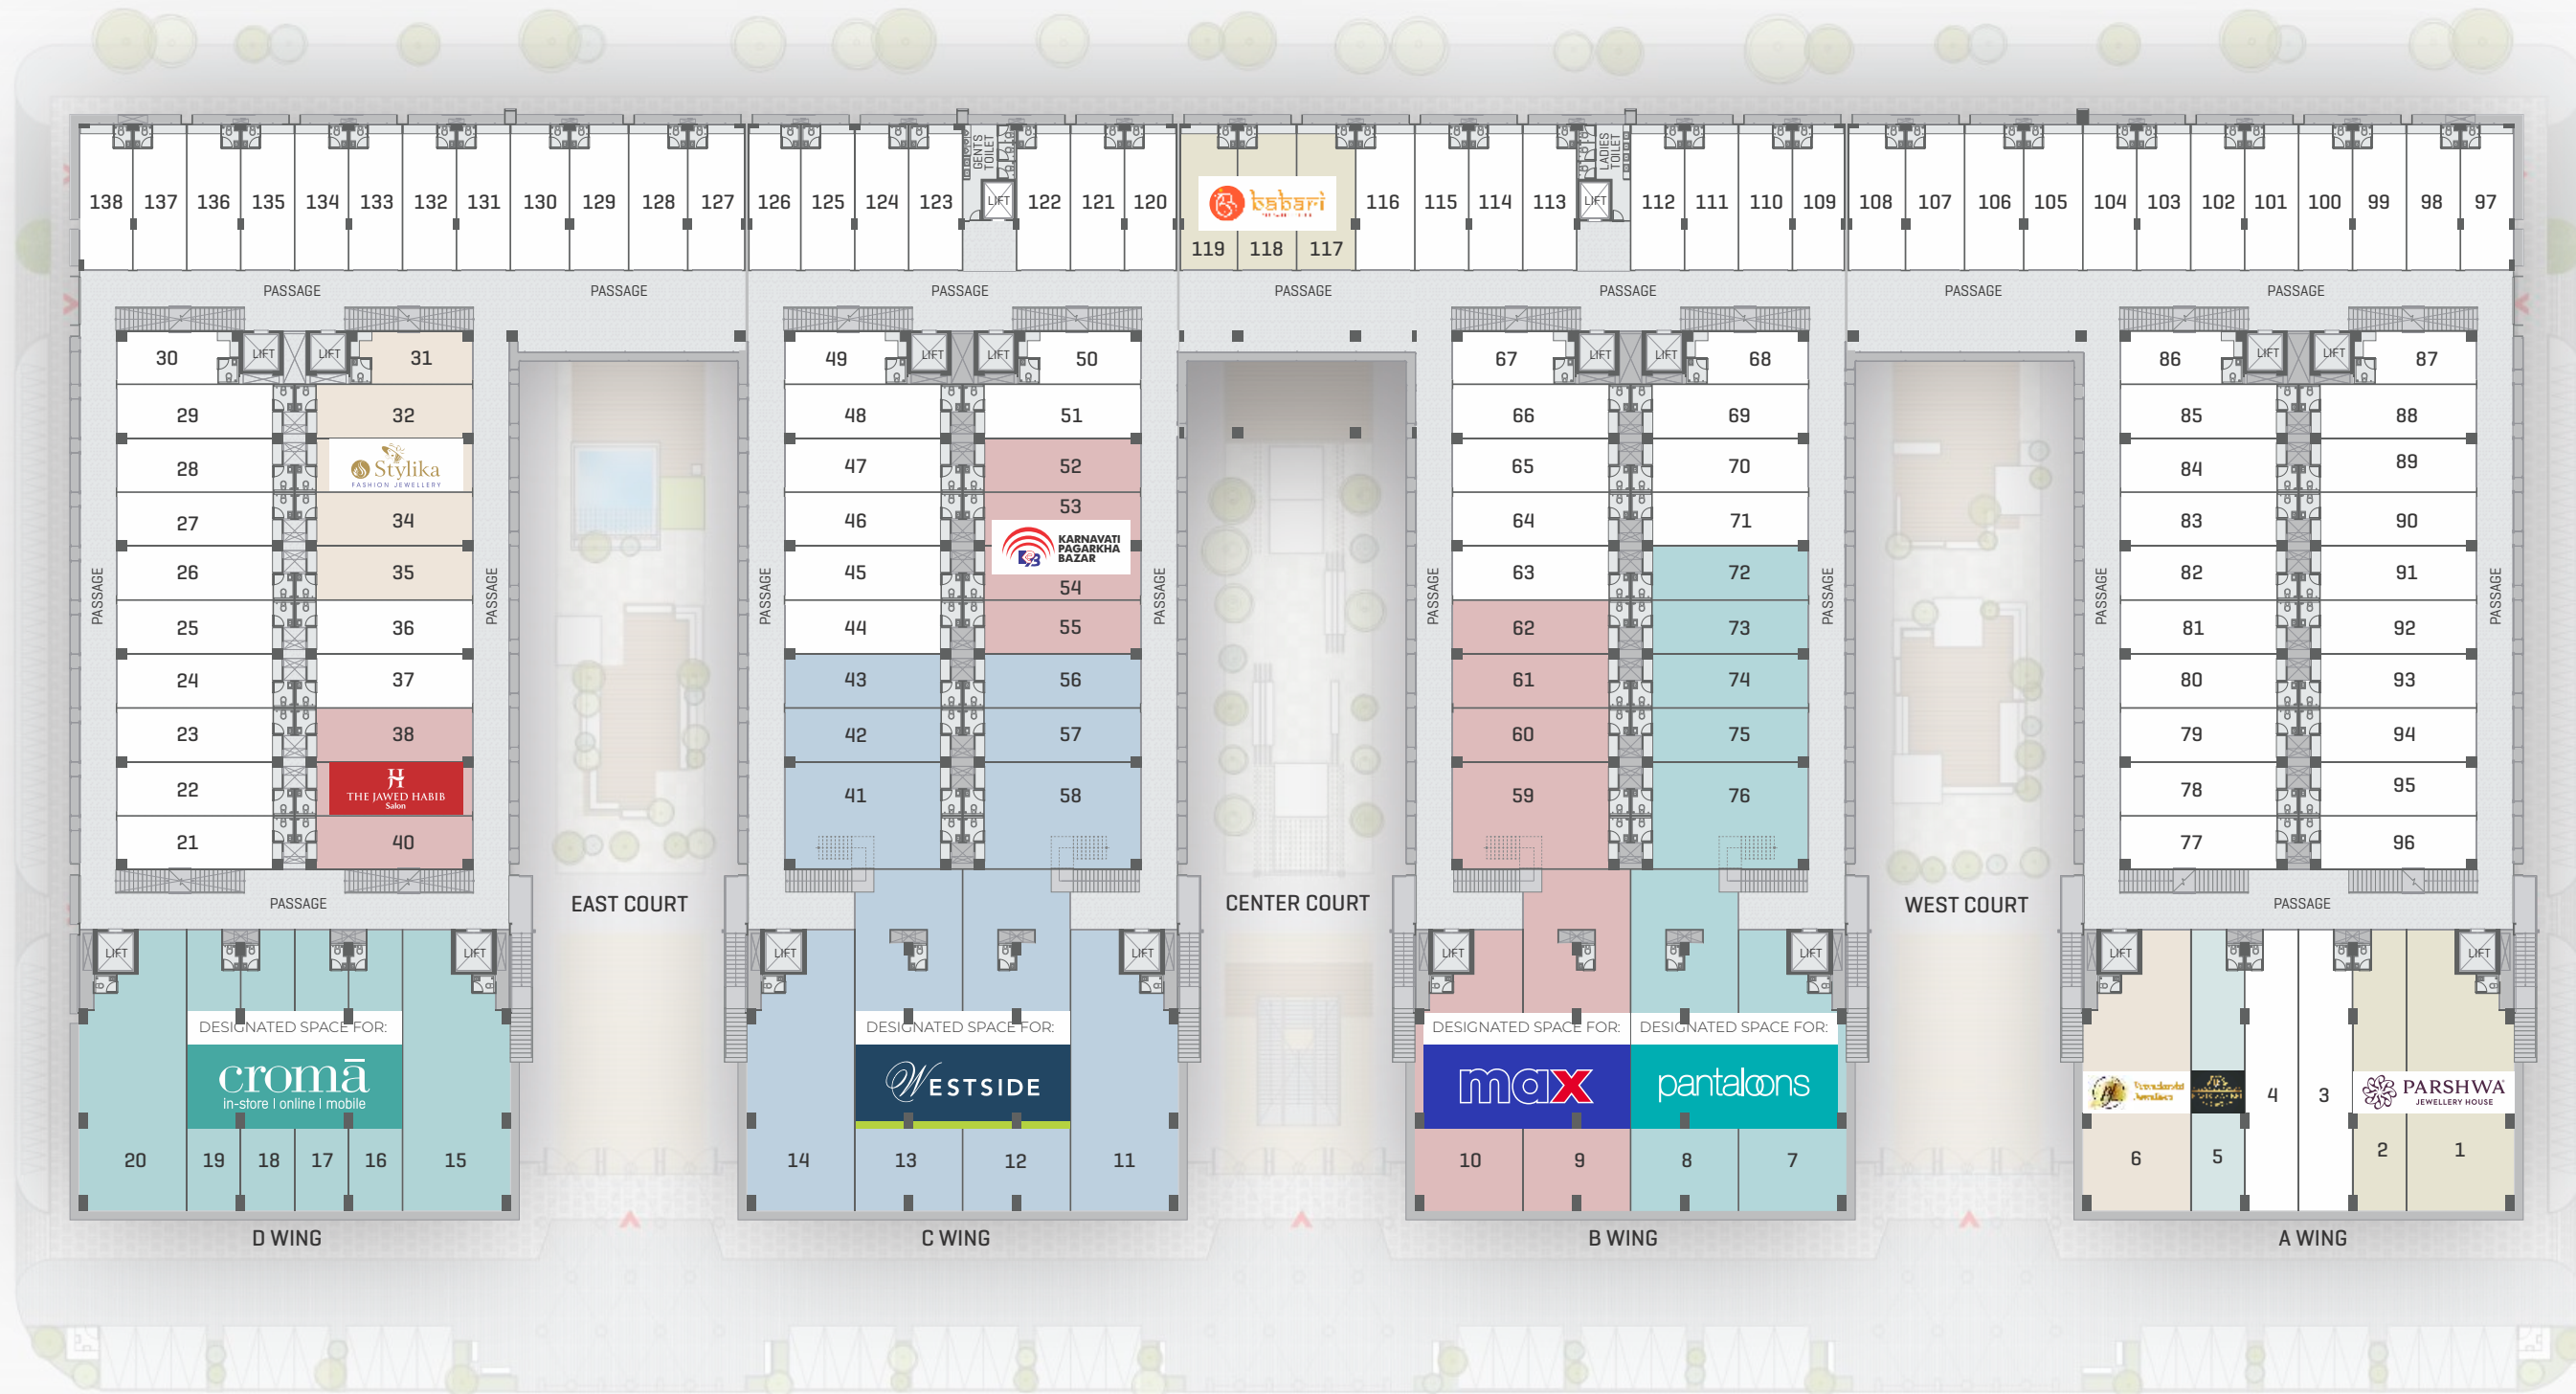 GENTS
TOILET
LADIES
TOILET
138 137 136 135 134 133 132 131 130 129 128 127 126 125 124 123 LIFT 122 121 120 babari 116 115 114 113 LIFT 112 111 110 109 108 107 106 105 104 103 102 101 100 99 98 97
119 118 117
PASSAGE PASSAGE PASSAGE PASSAGE PASSAGE PASSAGE PASSAGE
30 LIFT LIFT 31 49 LIFT LIFT 50 67 LIFT LIFT 68 86 LIFT LIFT 87
29 32 48 51 66 69 85 88
28 Stylika 47 52 65 70 84 89
FASHION JEWELLERY
27 34 46 53 64 71 83 90
KARNAVATI
PAGARKHA
BAZAR
26 35 45 54 63 72 82 91
PASSAGE PASSAGE PASSAGE PASSAGE PASSAGE PASSAGE PASSAGE PASSAGE
25 36 44 55 62 73 81 92
24 37 43 56 61 74 80 93
23 38 42 57 60 75 79 94
22 THE JAWED HABIB 41 58 59 76 78 95
Salon
21 40 77 96
PASSAGE EAST COURT CENTER COURT WEST COURT PASSAGE
LIFT LIFT LIFT LIFT LIFT LIFT LIFT LIFT
DESIGNATED SPACE FOR: DESIGNATED SPACE FOR: DESIGNATED SPACE FOR: DESIGNATED SPACE FOR:
cromā WESTSIDE max pantaloons 4 3 PARSHWA
in-store | online | mobile JEWELLERY HOUSE
20 19 18 17 16 15 14 13 12 11 10 9 8 7 6 5 2 1
D WING C WING B WING A WING